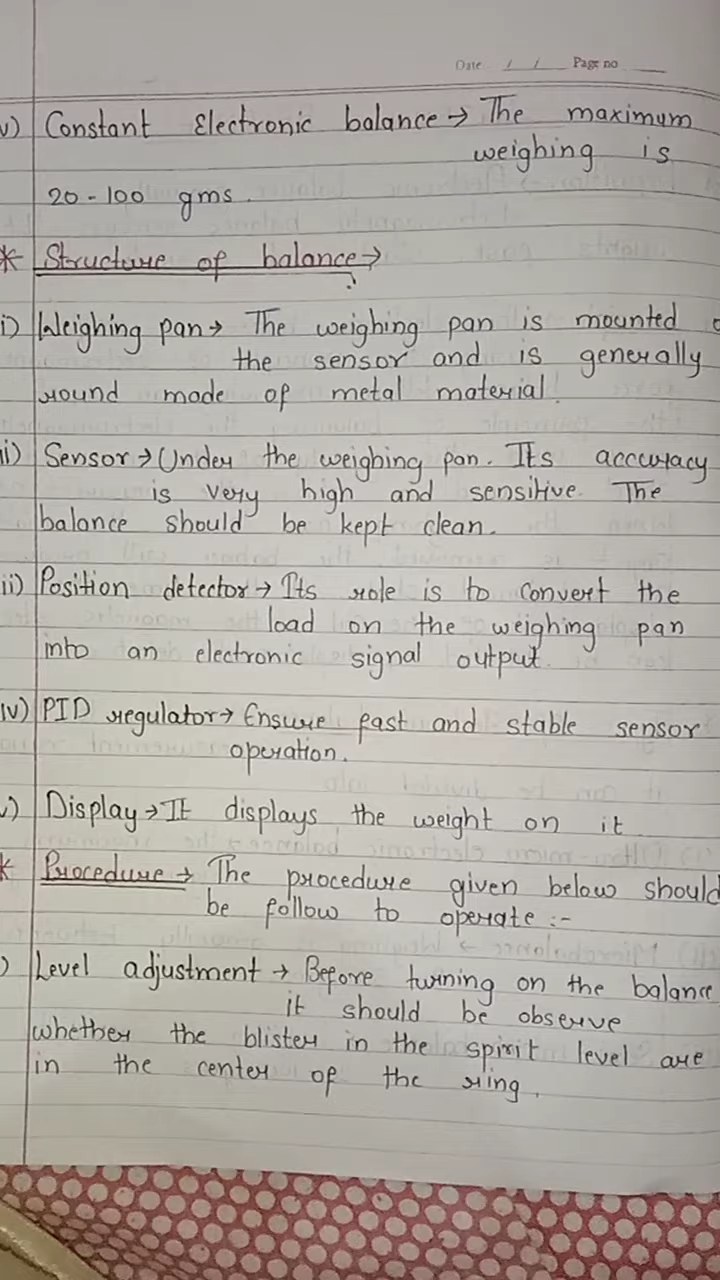 Date / / Page no
v) Constant Electronic balance → The maximum
weighing is
20 - 100 gms.
* Structure of balance →
i) Weighing pan → The weighing pan is mounted
the sensor and is generally
round made of metal material.
ii) Sensor → Under the weighing pan. Its accuracy
is very high and sensitive. The
balance should be kept clean.
ii) Position detector → Its role is to convert the
load on the weighing pan
into an electronic signal output.
iv) PID regulator → Ensure fast and stable sensor
operation.
v) Display → It displays the weight on it
* Procedure → The procedure given below should
be follow to operate :-
) Level adjustment → Before turning on the balance
it should be observe
whether the blister in the spirit level are
in the center of the ring.